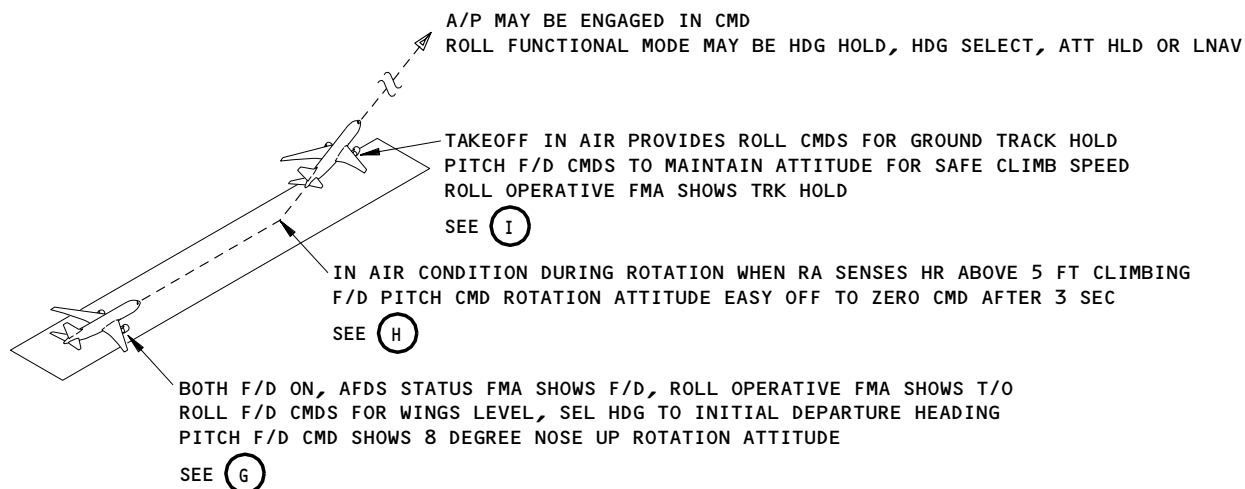 A/P MAY BE ENGAGED IN CMD
ROLL FUNCTIONAL MODE MAY BE HDG HOLD, HDG SELECT, ATT HLD OR LNAV
TAKEOFF IN AIR PROVIDES ROLL CMDS FOR GROUND TRACK HOLD
PITCH F/D CMDS TO MAINTAIN ATTITUDE FOR SAFE CLIMB SPEED
ROLL OPERATIVE FMA SHOWS TRK HOLD
SEE I
IN AIR CONDITION DURING ROTATION WHEN RA SENSES HR ABOVE 5 FT CLIMBING
F/D PITCH CMD ROTATION ATTITUDE EASY OFF TO ZERO CMD AFTER 3 SEC
SEE H
BOTH F/D ON, AFDS STATUS FMA SHOWS F/D, ROLL OPERATIVE FMA SHOWS T/O
ROLL F/D CMDS FOR WINGS LEVEL, SEL HDG TO INITIAL DEPARTURE HEADING
PITCH F/D CMD SHOWS 8 DEGREE NOSE UP ROTATION ATTITUDE
SEE G